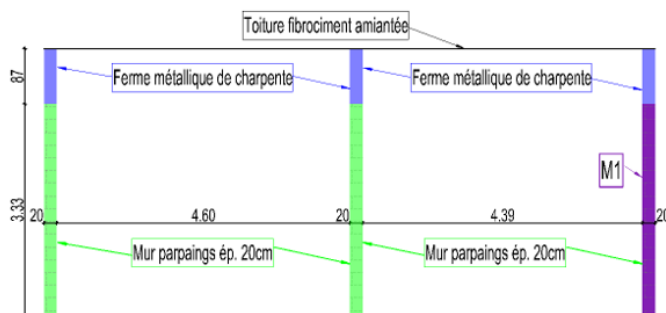 Toiture fibrociment amiantée
87
Ferme métallique de charpente
Ferme métallique de charpente
M1
3.33
20
4.60
20
4.39
20
Mur parpaings ép. 20cm
Mur parpaings ép. 20cm